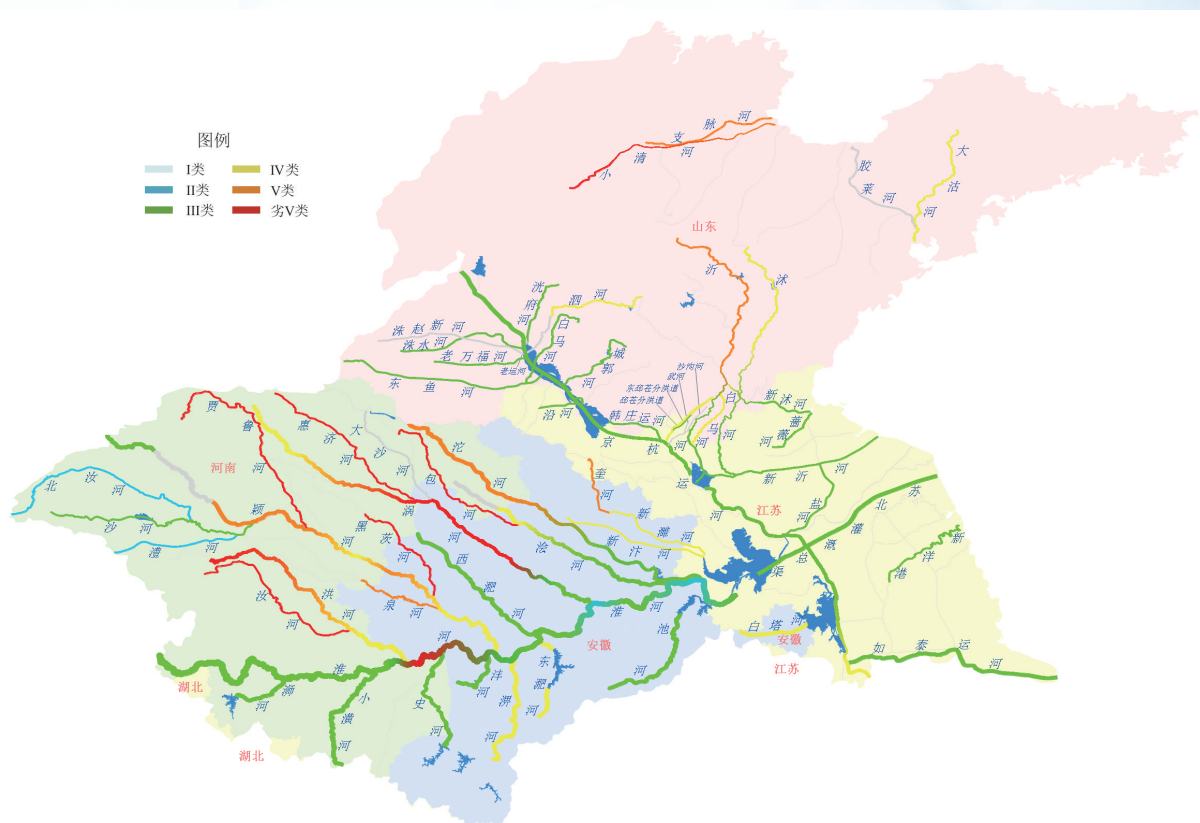 图例
I类
IV类
II类
V类
III类
劣V类
支脉河
小清河
胶莱河
大沽河
山东
沂
沭
洸府河
泗河
白马河
洙赵新河
洙水河
老万福河
老运河
东鱼河
城郭河
沿河
韩庄运河
沙沟河
武河
东邱苍分洪道
邱苍分洪道
白马河
河
河
新沭河
蔷薇河
京杭运河
新沂河
盐河
江苏
苏北灌溉总渠
新洋港
河南
贾鲁河
惠济河
大沙河
沱河
包河
涡河
浍河
奎河
新濉河
新汴河
北汝河
沙河
澧河
颍河
黑茨河
西淝河
泉河
洪河
汝河
淮河
淮河
池河
安徽
白塔河
安徽
江苏
如泰运河
东淝河
沣河
淠河
史河
小潢河
浉河
湖北
湖北